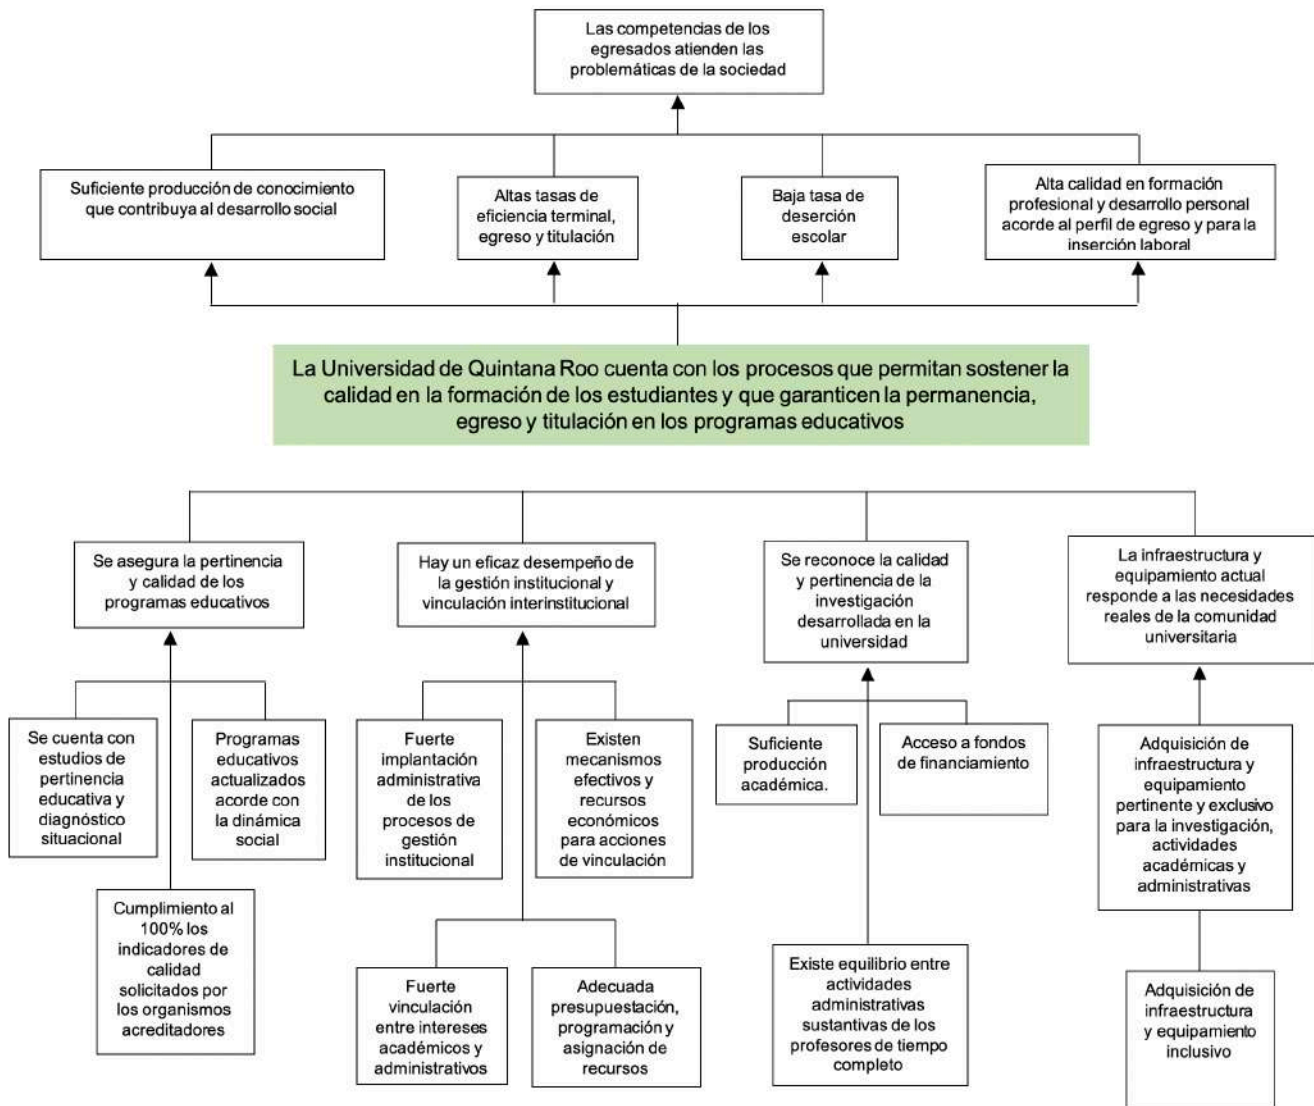 Las competencias de los
egresados atienden las
problemáticas de la sociedad
Suficiente producción de conocimiento
que contribuya al desarrollo social
Altas tasas de
eficiencia terminal,
egreso y titulación
Baja tasa de
deserción
escolar
Alta calidad en formación
profesional y desarrollo personal
acorde al perfil de egreso y para la
inserción laboral
La Universidad de Quintana Roo cuenta con los procesos que permitan sostener la
calidad en la formación de los estudiantes y que garanticen la permanencia,
egreso y titulación en los programas educativos
Se asegura la pertinencia
y calidad de los
programas educativos
Hay un eficaz desempeño de
la gestión institucional y
vinculación interinstitucional
Se reconoce la calidad
y pertinencia de la
investigación
desarrollada en la
universidad
La infraestructura y
equipamiento actual
responde a las necesidades
reales de la comunidad
universitaria
Se cuenta con
estudios de
pertinencia
educativa y
diagnóstico
situacional
Programas
educativos
actualizados
acorde con
la dinámica
social
Fuerte
implantación
administrativa
de los
procesos de
gestión
institucional
Existen
mecanismos
efectivos y
recursos
económicos
para acciones
de vinculación
Suficiente
producción
académica.
Acceso a fondos
de financiamiento
Adquisición de
infraestructura y
equipamiento
pertinente y exclusivo
para la investigación,
actividades
académicas y
administrativas
Cumplimiento al
100% los
indicadores de
calidad
solicitados por
los organismos
acreditadores
Fuerte
vinculación
entre intereses
académicos y
administrativos
Adecuada
presupuestación,
programación y
asignación de
recursos
Existe equilibrio entre
actividades
administrativas
sustantivas de los
profesores de tiempo
completo
Adquisición de
infraestructura
y equipamiento
inclusivo